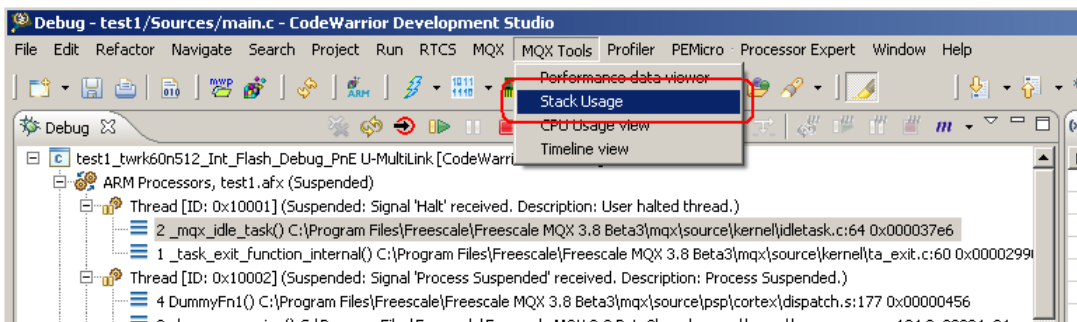 Debug - test1/Sources/main.c - CodeWarrior Development Studio
File Edit Refactor Navigate Search Project Run RTCS MQX MQX Tools Profiler PEMicro Processor Expert Window Help
Performance data viewer
Stack Usage
CPU Usage view
Timeline view
Debug
test1_twrk60n512_Int_Flash_Debug_PnE U-MultiLink [CodeWarri
ARM Processors, test1.afx (Suspended)
Thread [ID: 0x10001] (Suspended: Signal 'Halt' received. Description: User halted thread.)
2 _mqx_idle_task() C:\Program Files\Freescale\Freescale MQX 3.8 Beta3\mqx\source\kernel\idletask.c:64 0x000037e6
1 _task_exit_function_internal() C:\Program Files\Freescale\Freescale MQX 3.8 Beta3\mqx\source\kernel\ta_exit.c:60 0x0000299
Thread [ID: 0x10002] (Suspended: Signal 'Process Suspended' received. Description: Process Suspended.)
4 DummyFn1() C:\Program Files\Freescale\Freescale MQX 3.8 Beta3\mqx\source\psp\cortex\dispatch.s:177 0x00000456